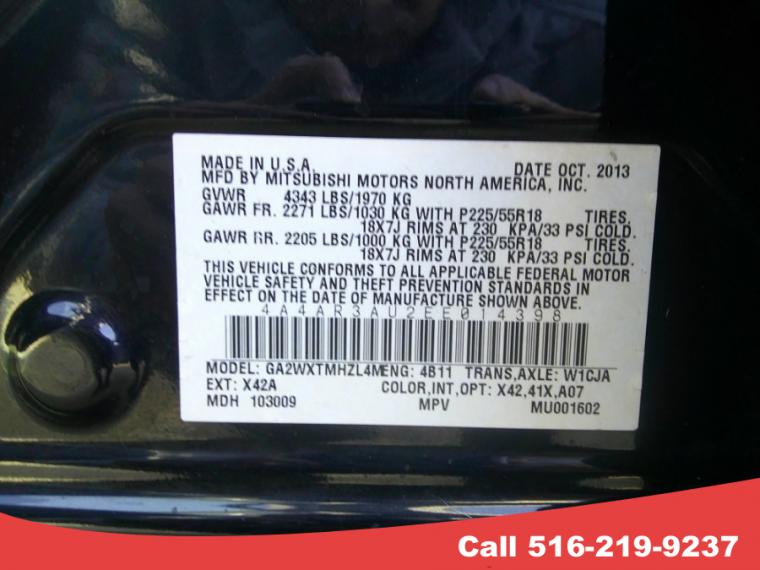 MADE IN U.S.A. DATE OCT. 2013
MFD BY MITSUBISHI MOTORS NORTH AMERICA, INC.
GVWR 4343 LBS/1970 KG
GAWR FR. 2271 LBS/1030 KG WITH P225/55R18 TIRES,
18X7J RIMS AT 230 KPA/33 PSI COLD.
GAWR RR. 2205 LBS/1000 KG WITH P225/55R18 TIRES,
18X7J RIMS AT 230 KPA/33 PSI COLD.
THIS VEHICLE CONFORMS TO ALL APPLICABLE FEDERAL MOTOR
VEHICLE SAFETY AND THEFT PREVENTION STANDARDS IN
EFFECT ON THE DATE OF MANUFACTURE SHOWN ABOVE.
4A4AR3AU2EE014398
MODEL: GA2WXTMHZL4M ENG: 4B11 TRANS,AXLE: W1CJA
EXT: X42A COLOR,INT,OPT: X42,41X,A07
MDH 103009 MPV MU001602
Call 516-219-9237